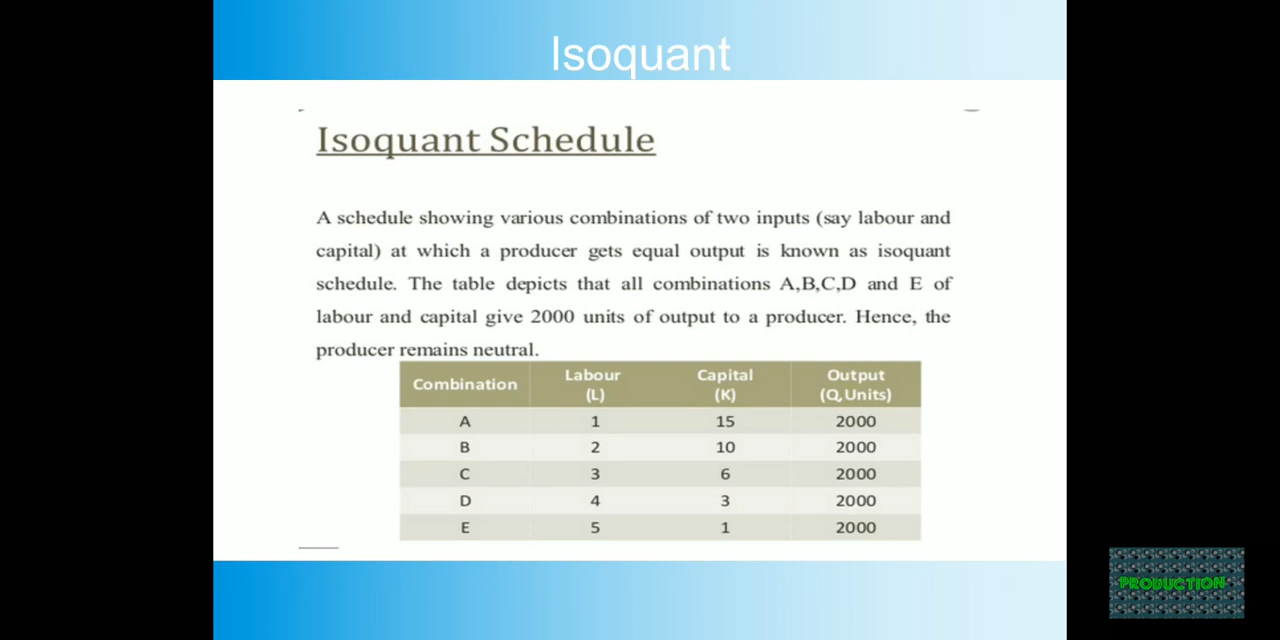 Isoquant
Isoquant Schedule
A schedule showing various combinations of two inputs (say labour and
capital) at which a producer gets equal output is known as isoquant
schedule. The table depicts that all combinations A,B,C,D and E of
labour and capital give 2000 units of output to a producer. Hence, the
producer remains neutral.
Combination Labour (L) Capital (K) Output (Q,Units)
A 1 15 2000
B 2 10 2000
C 3 6 2000
D 4 3 2000
E 5 1 2000
PRODUCTION